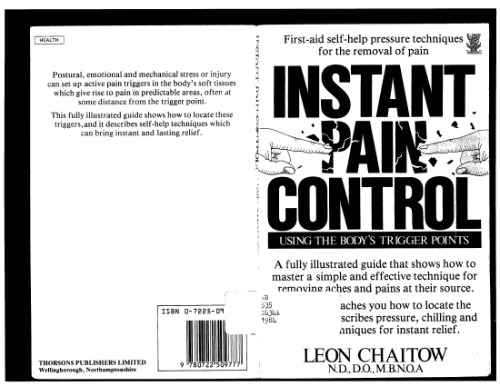 HEALTH
Postural, emotional and mechanical stress or injury
can set up active pain triggers in the body's soft tissues
which give rise to pain in predictable areas, often at
some distance from the trigger point.
This fully illustrated guide shows how to locate these
triggers, and it describes self-help techniques which
can bring instant and lasting relief.
ISBN 0-7225-09
9 780722 509777
THORSONS PUBLISHERS LIMITED
Wellingborough, Northamptonshire
First-aid self-help pressure techniques
for the removal of pain
INSTANT
PAIN
CONTROL
USING THE BODY'S TRIGGER POINTS
A fully illustrated guide that shows how to
master a simple and effective technique for
removing aches and pains at their source.
aches you how to locate the
scribes pressure, chilling and
niques for instant relief.
LEON CHAITOW
N.D., D.O., M.B.N.O.A